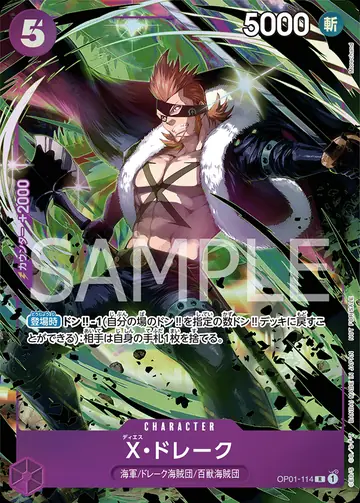 5
5000 斬
カウンター+2000
SAMPLE
登場時 ドン!!-1(自分の場のドン!!を指定の数ドン!!デッキに戻すこ
とができる):相手は自身の手札1枚を捨てる。
CHARACTER
ディエス
X・ドレーク
海軍/ドレーク海賊団/百獣海賊団
OP01-114 R 1